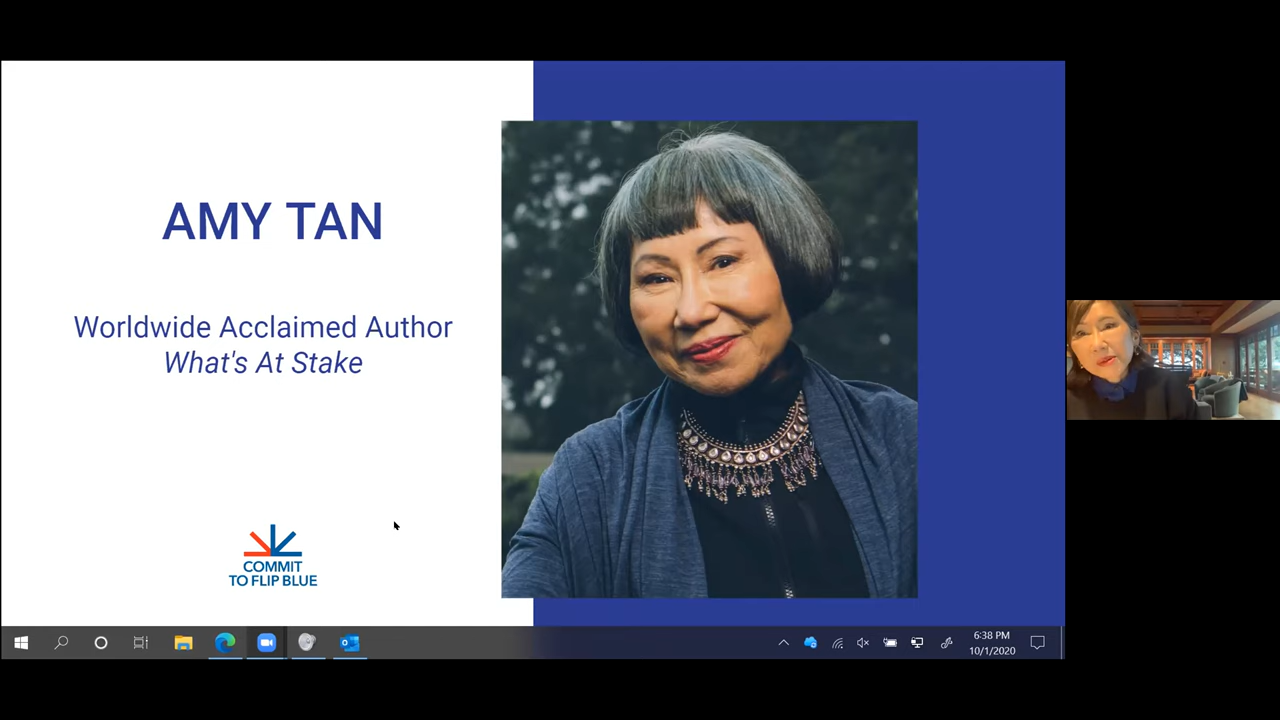 AMY TAN
Worldwide Acclaimed Author
What's At Stake
COMMIT
TO FLIP BLUE
6:38 PM
10/1/2020